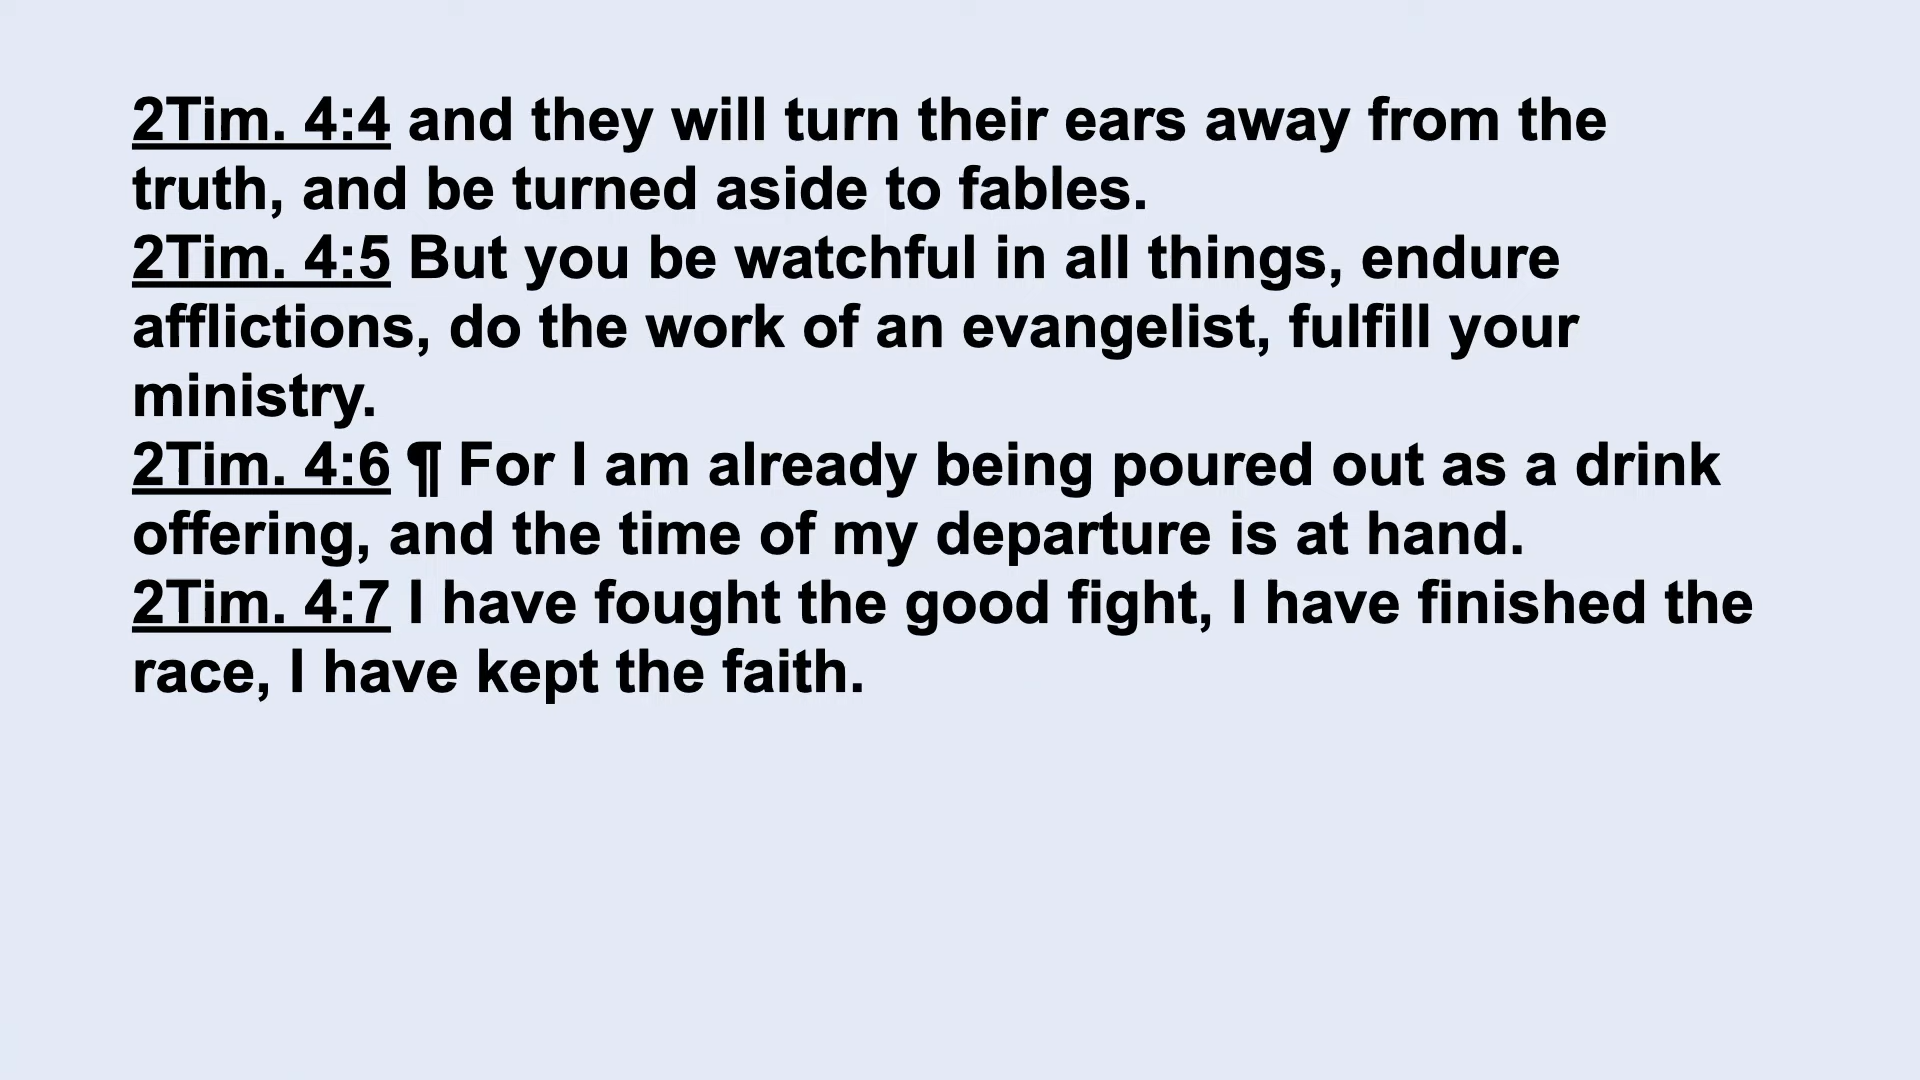 2Tim. 4:4 and they will turn their ears away from the
truth, and be turned aside to fables.
2Tim. 4:5 But you be watchful in all things, endure
afflictions, do the work of an evangelist, fulfill your
ministry.
2Tim. 4:6 ¶ For I am already being poured out as a drink
offering, and the time of my departure is at hand.
2Tim. 4:7 I have fought the good fight, I have finished the
race, I have kept the faith.